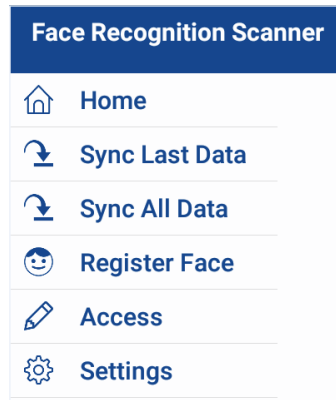 Face Recognition Scanner
Home
Sync Last Data
Sync All Data
Register Face
Access
Settings